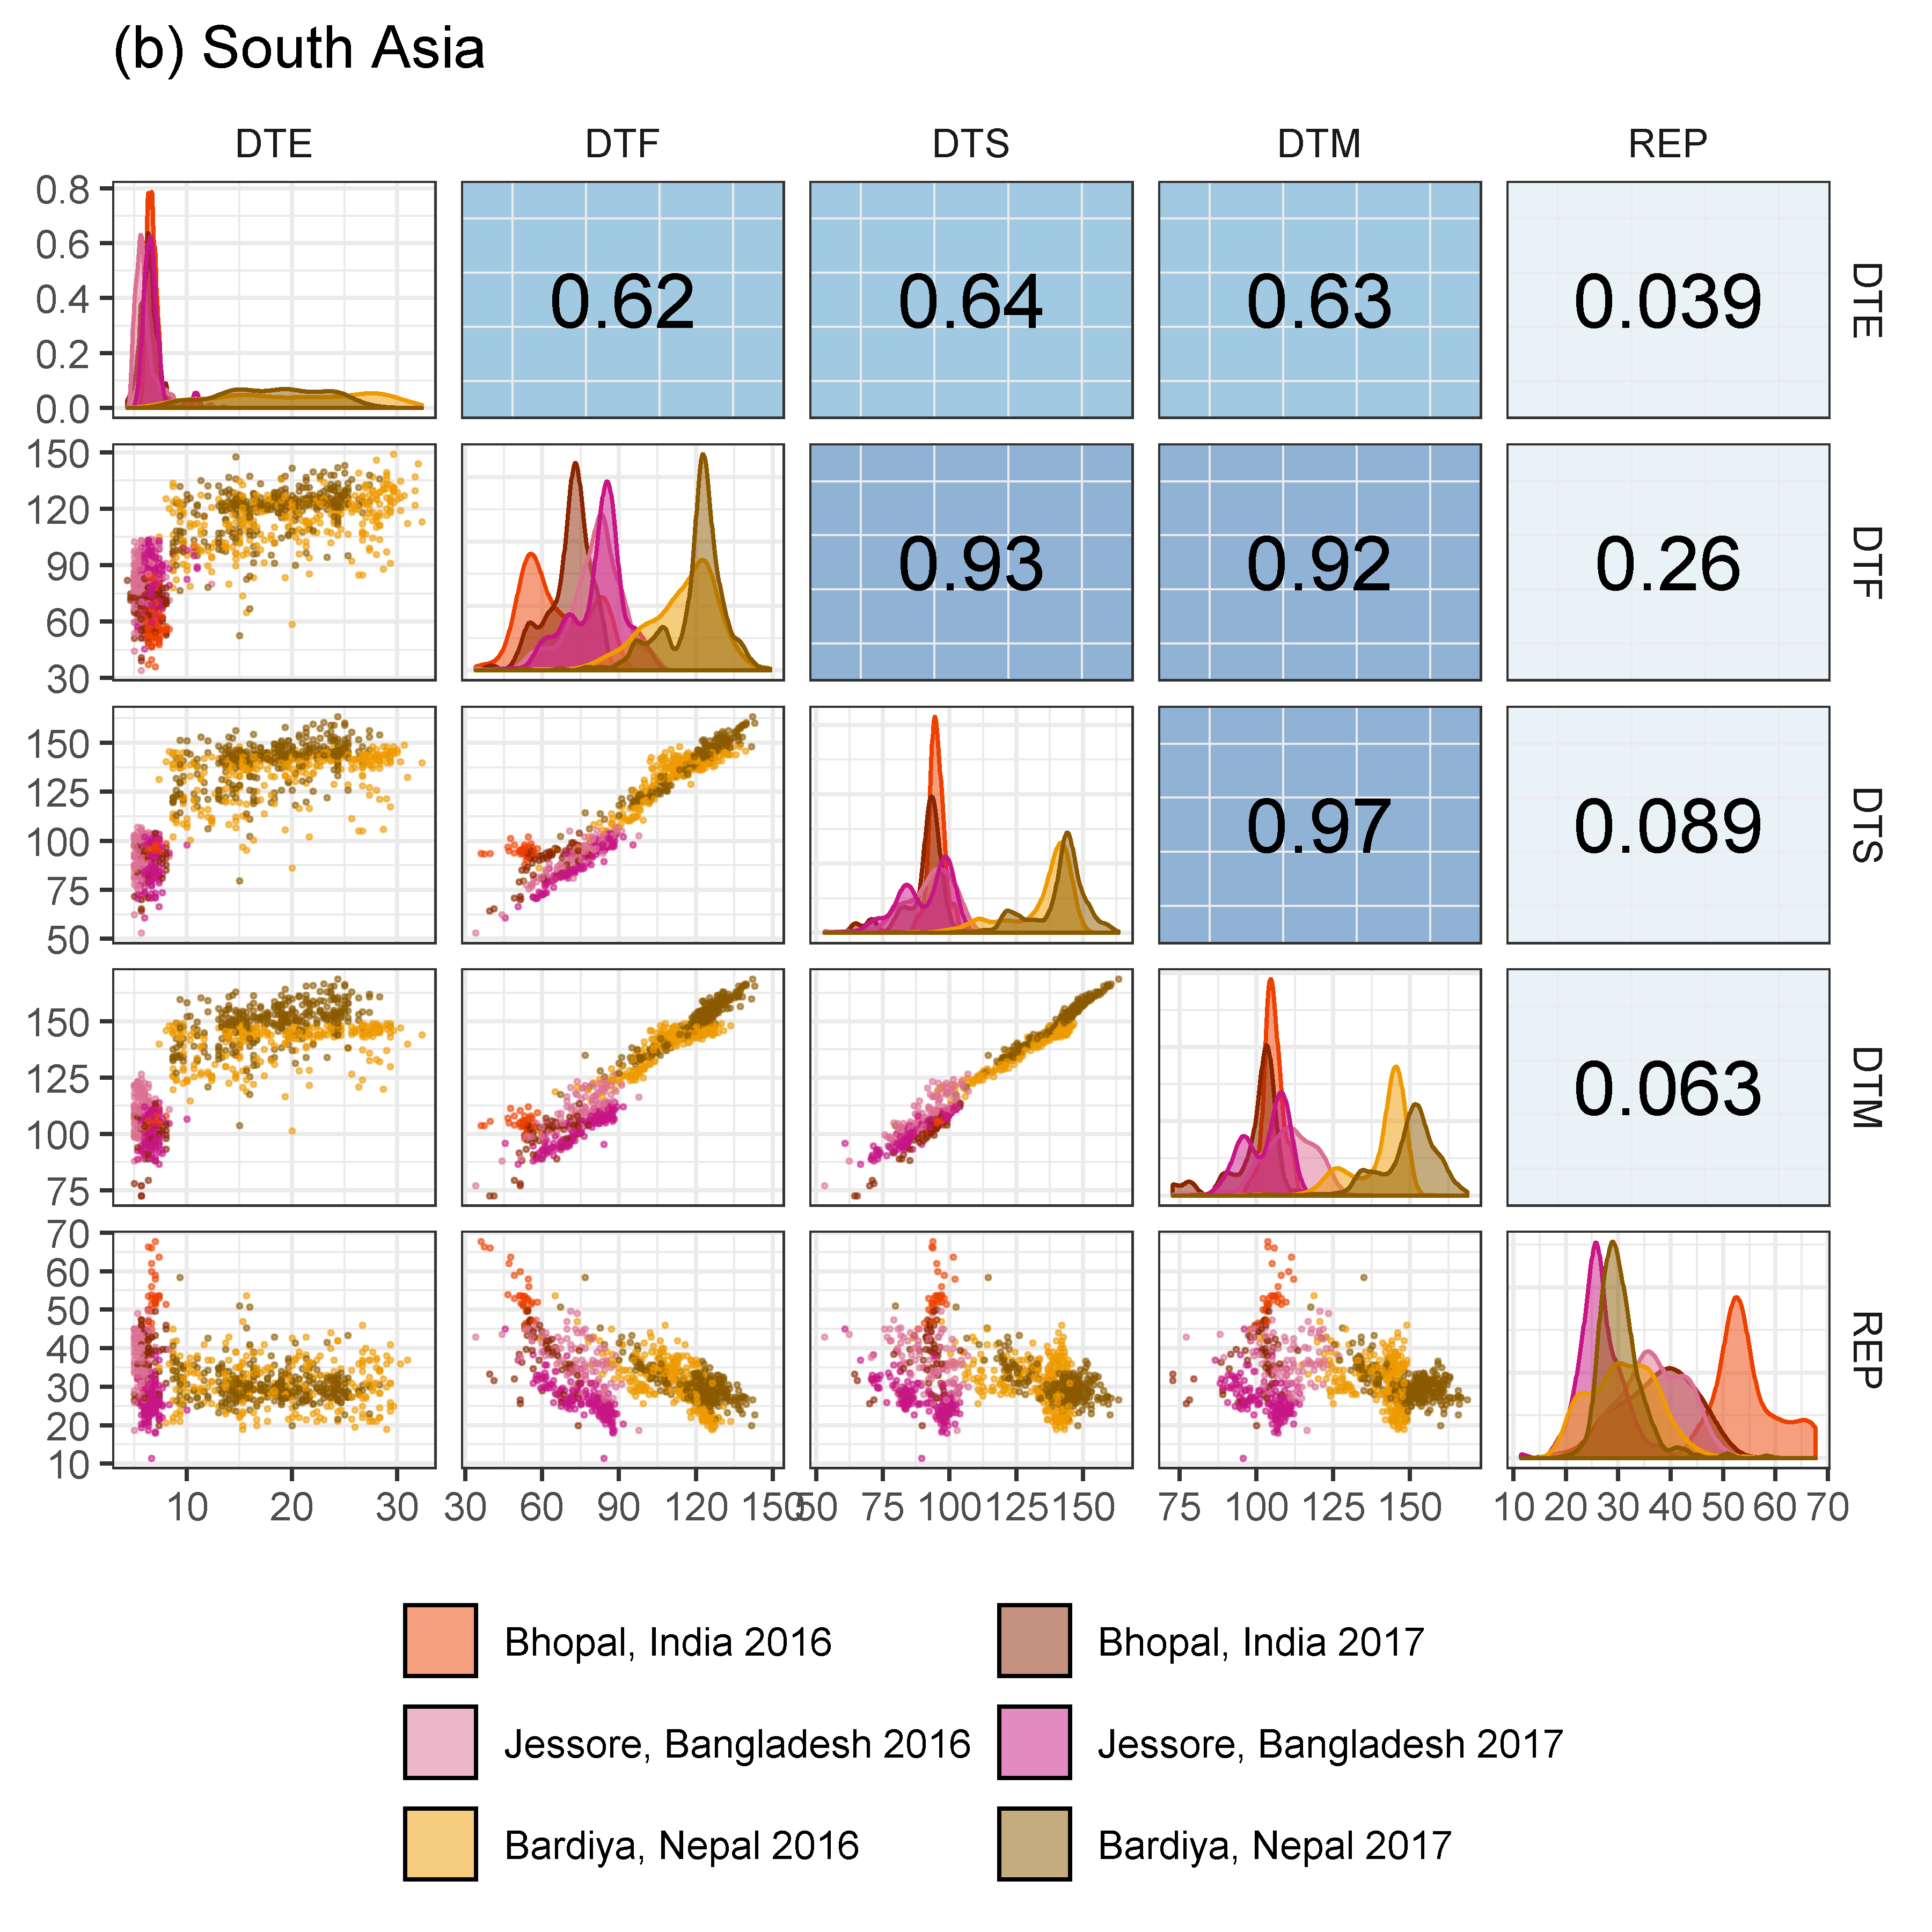 (b) South Asia
DTE DTF DTS DTM REP
0.8
0.6
0.4
0.2
0.0
0.62 0.64 0.63 0.039
DTE
150
120
90
60
30
0.93 0.92 0.26
DTF
150
125
100
75
50
0.97 0.089
DTS
150
125
100
75
0.063
DTM
70
60
50
40
30
20
10
REP
10 20 30 30 60 90 120 150 50 75 100 125 150 75 100 125 150 10 20 30 40 50 60 70
Bhopal, India 2016 Bhopal, India 2017
Jessore, Bangladesh 2016 Jessore, Bangladesh 2017
Bardiya, Nepal 2016 Bardiya, Nepal 2017